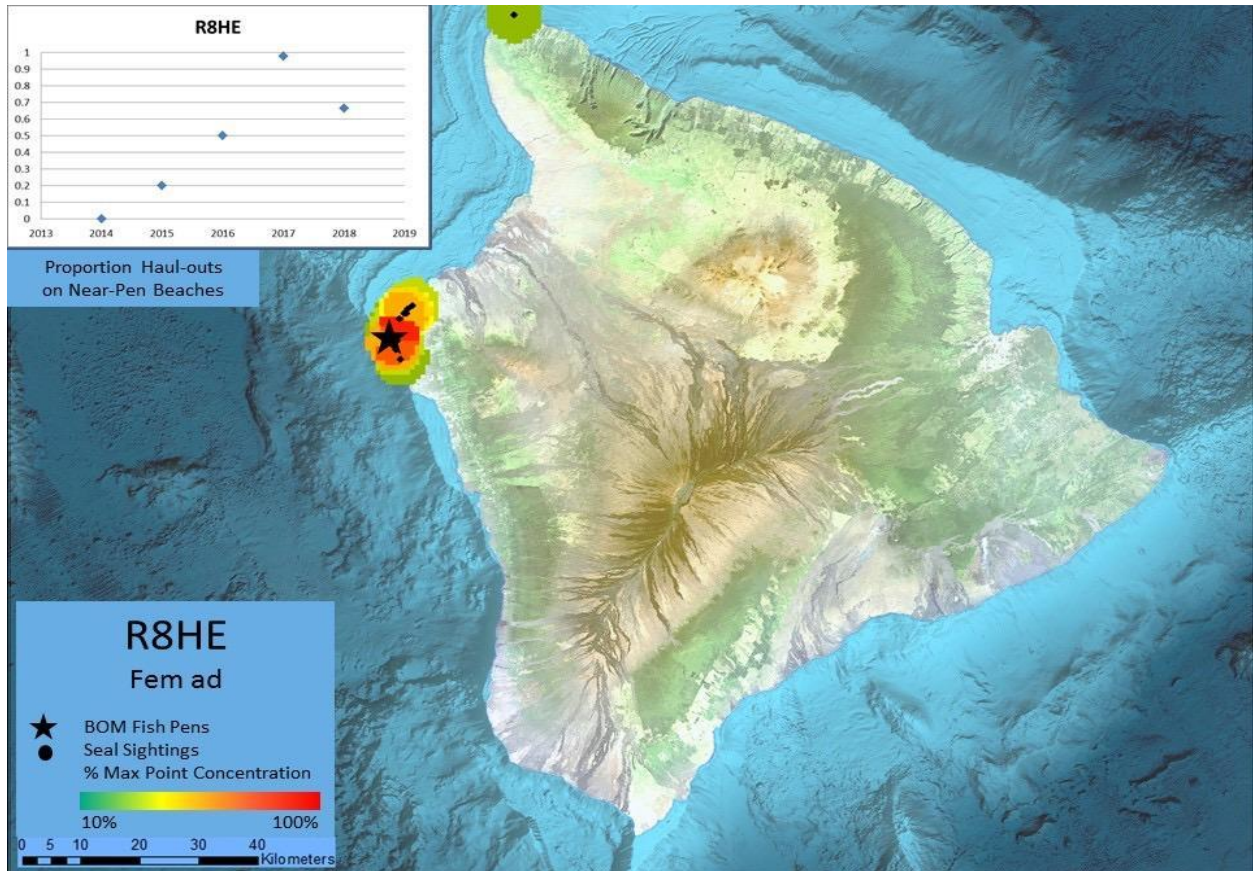 R8HE
1
0.9
0.8
0.7
0.6
0.5
0.4
0.3
0.2
0.1
0
2013 2014 2015 2016 2017 2018 2019
Proportion Haul-outs
on Near-Pen Beaches
R8HE
Fem ad
BOM Fish Pens
Seal Sightings
% Max Point Concentration
10% 100%
0 5 10 20 30 40
Kilometers